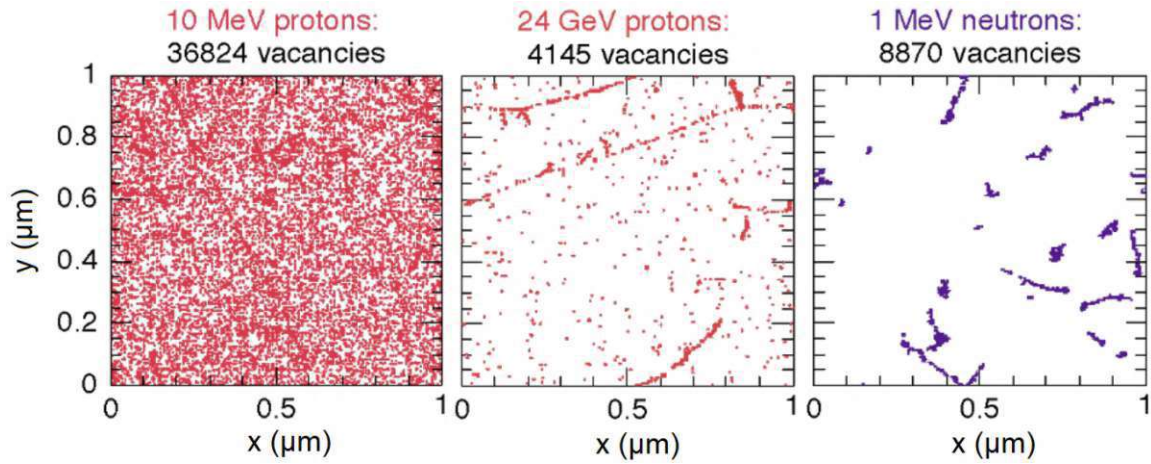 10 MeV protons:
36824 vacancies
24 GeV protons:
4145 vacancies
1 MeV neutrons:
8870 vacancies
y (µm)
1
0.8
0.6
0.4
0.2
0
0 0.5 1
x (µm)
0 0.5 1
x (µm)
0 0.5 1
x (µm)